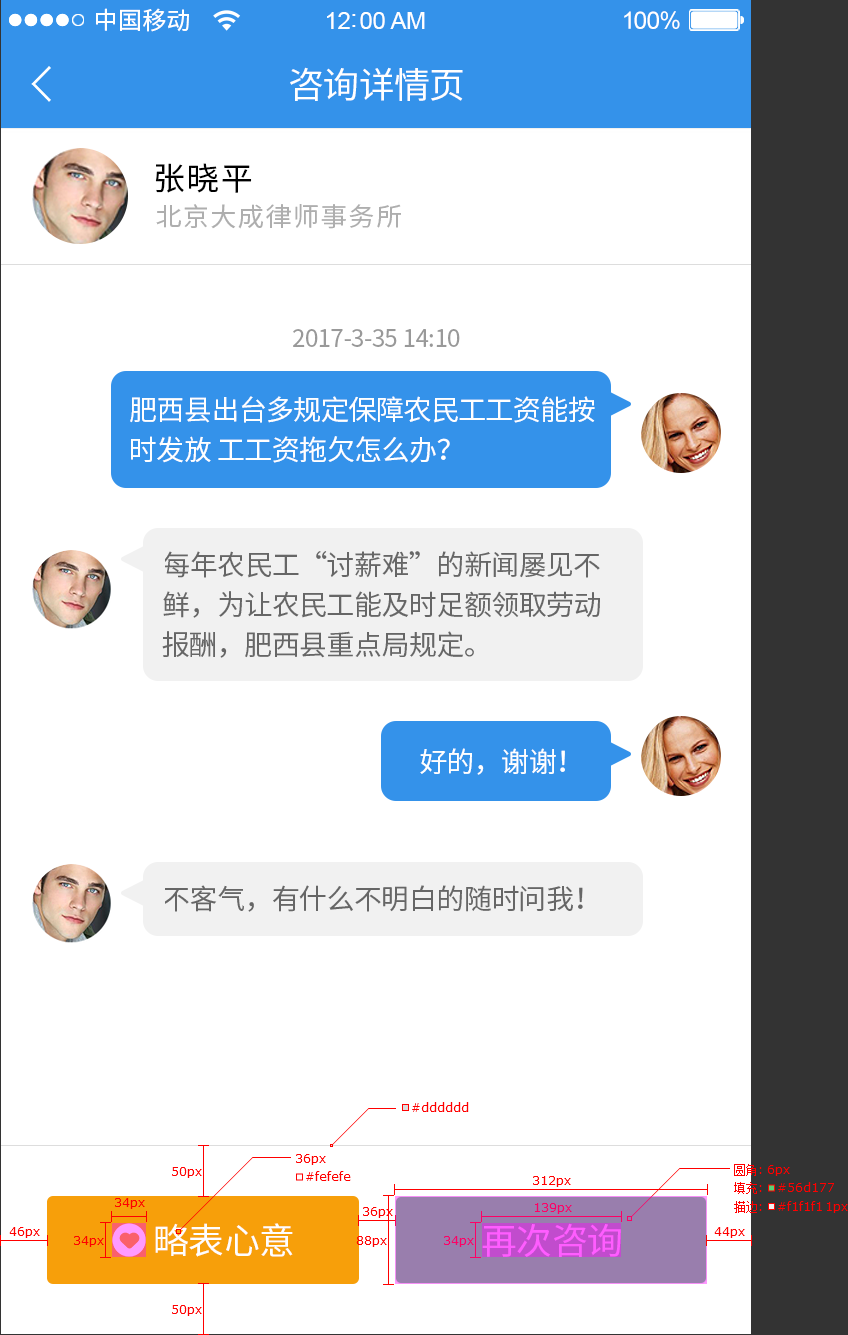 中国移动 12:00 AM 100%
咨询详情页
张晓平
北京大成律师事务所
2017-3-35 14:10
肥西县出台多规定保障农民工工资能按
时发放 工工资拖欠怎么办?
每年农民工“讨薪难”的新闻屡见不
鲜，为让农民工能及时足额领取劳动
报酬，肥西县重点局规定。
好的，谢谢！
不客气，有什么不明白的随时问我！
#dddddd
50px
36px
#fefefe
圆角: 6px
填充: #56d177
描边: #f1f1f1 1px
312px
34px
139px
36px
46px
34px
略表心意
88px
34px
再次咨询
44px
50px